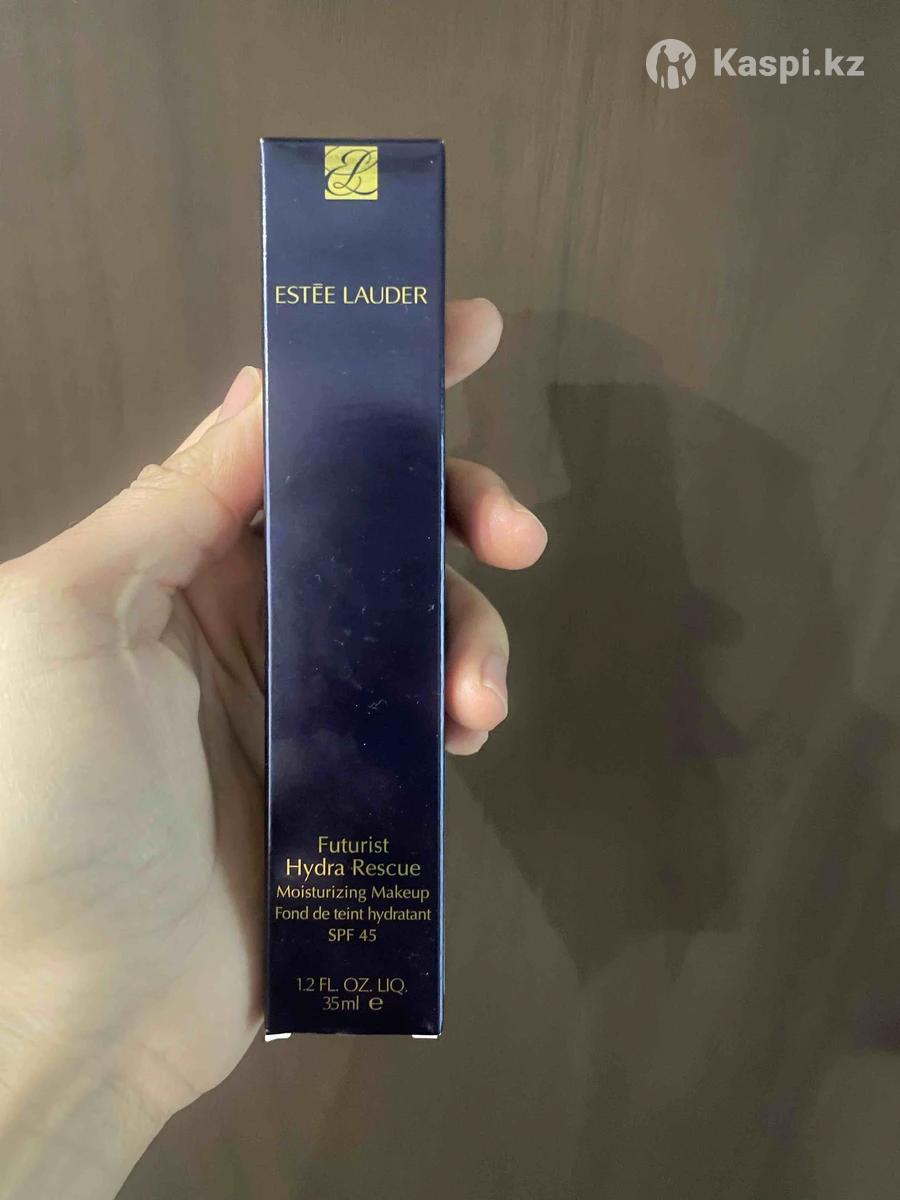 Kaspi.kz
EL
ESTĒE LAUDER
Futurist
Hydra Rescue
Moisturizing Makeup
Fond de teint hydratant
SPF 45
1.2 FL. OZ. LIQ.
35ml ℮